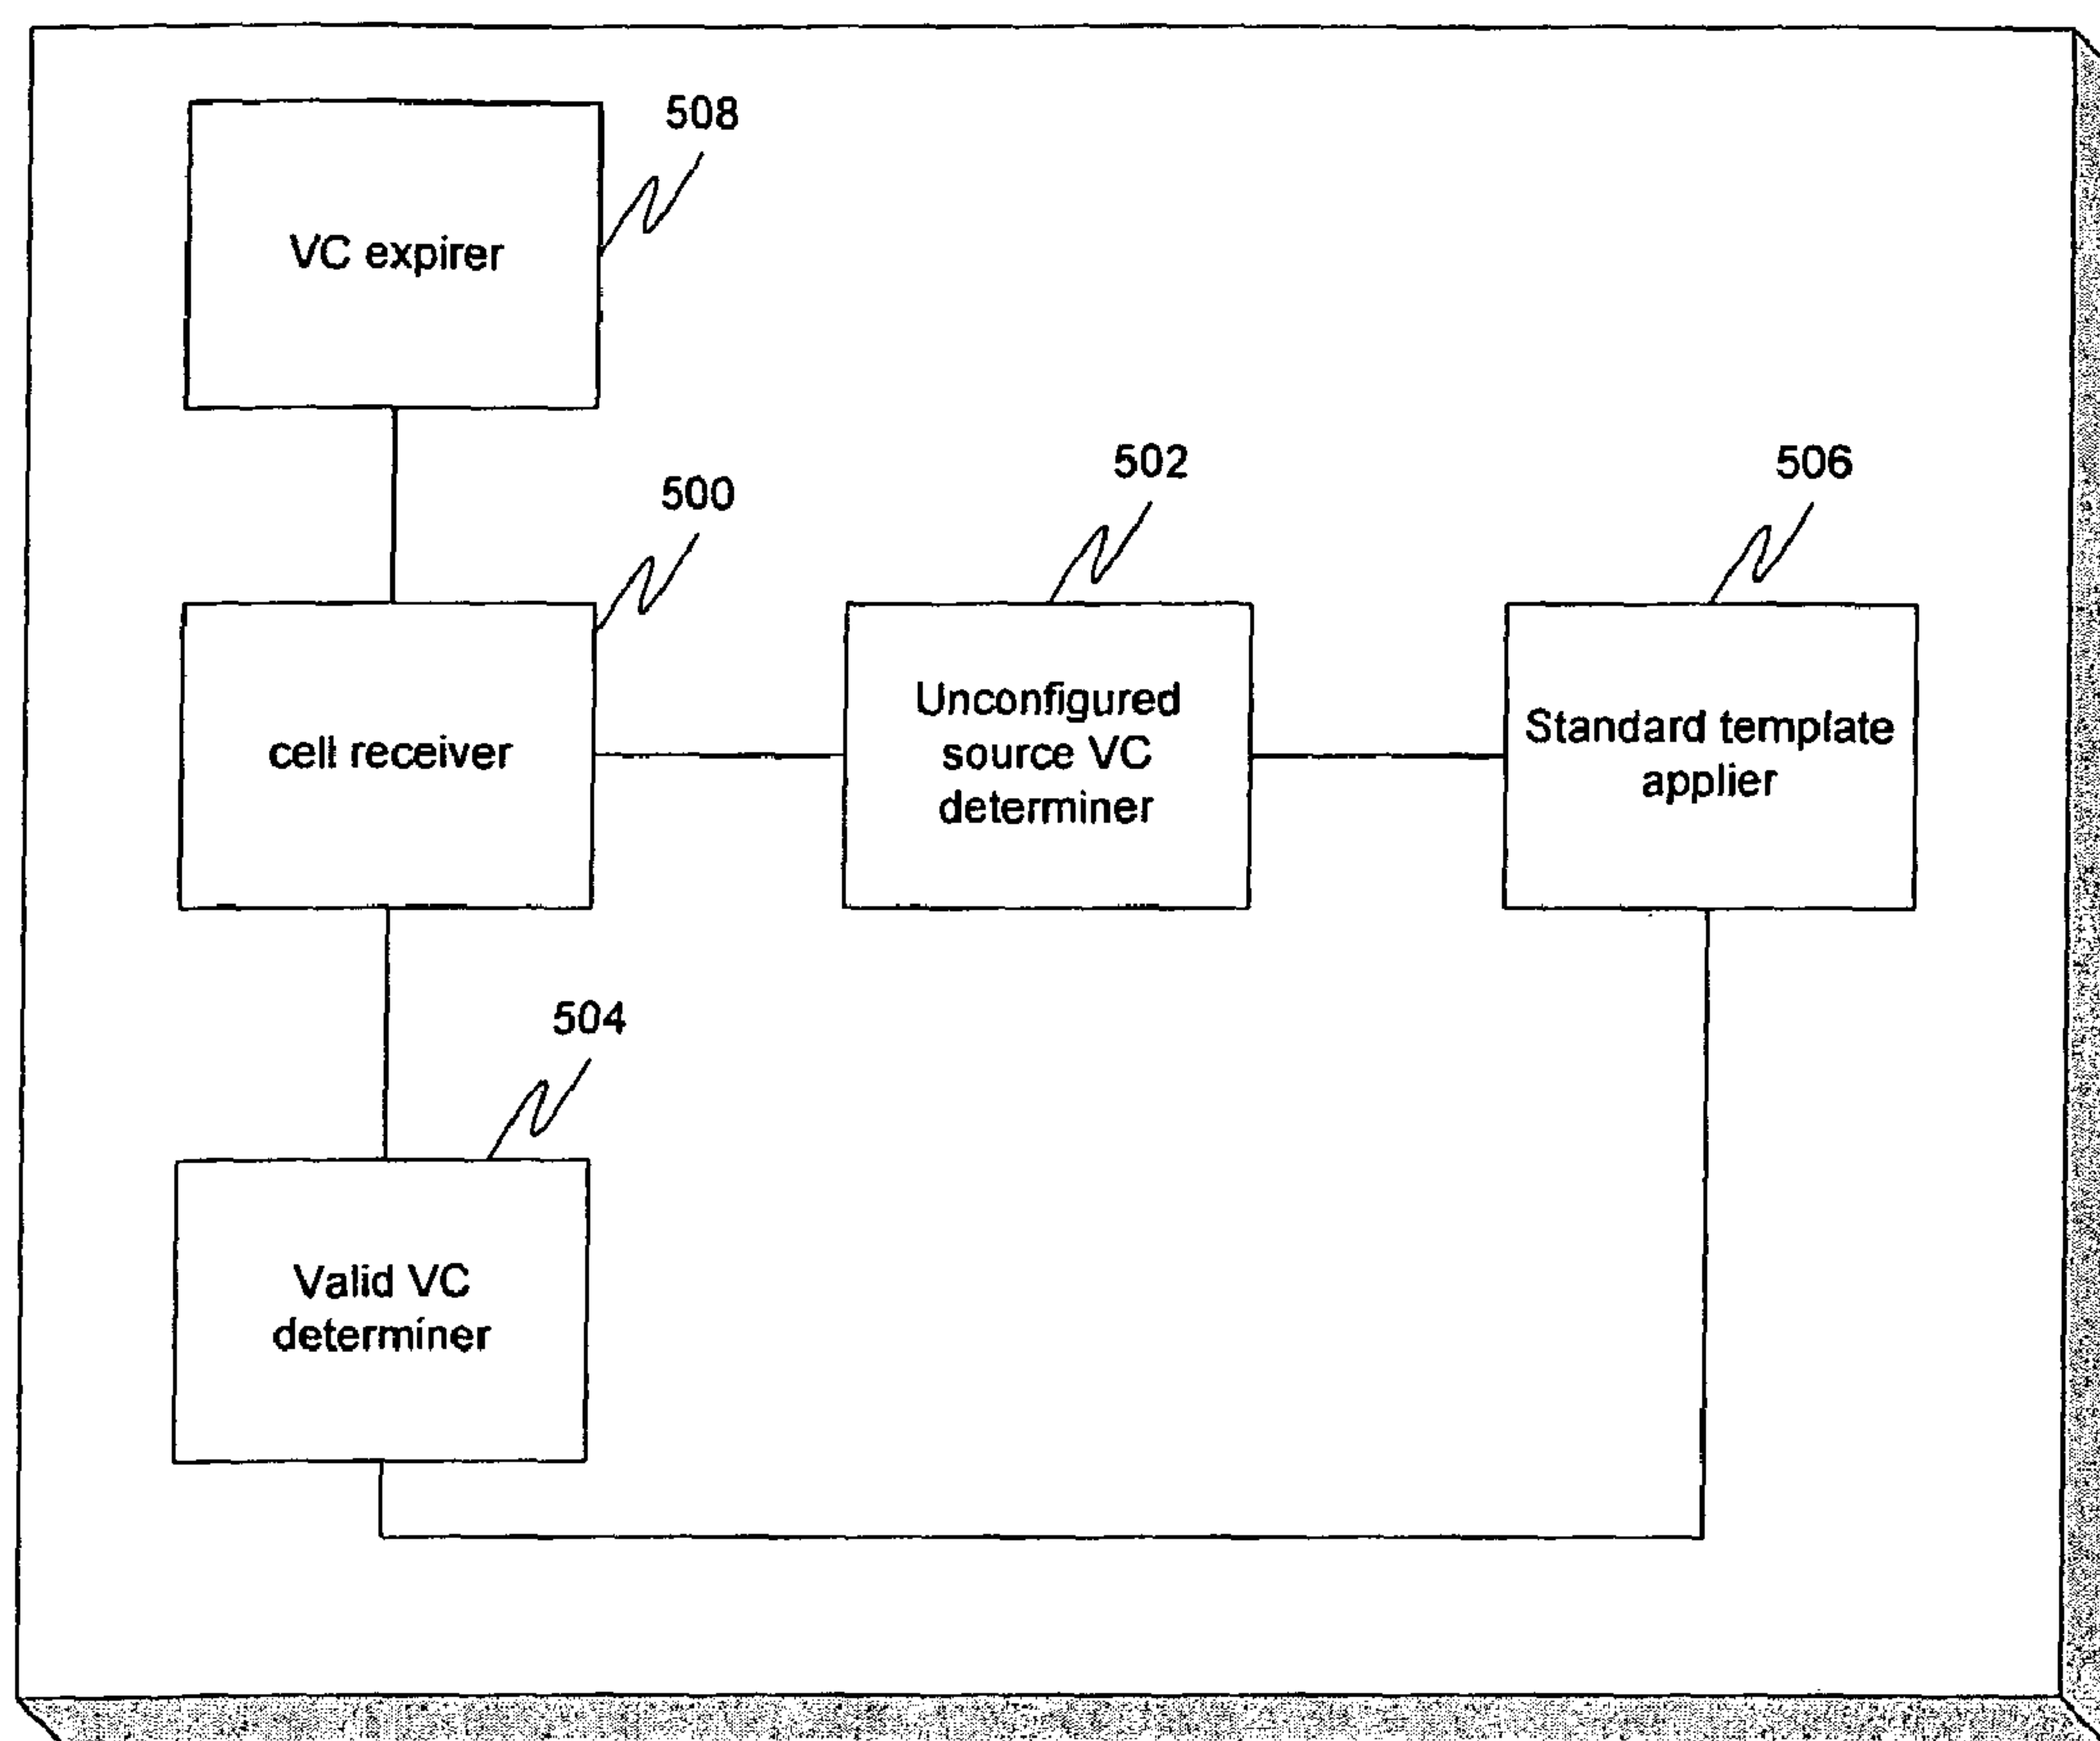 508
VC expirer
500
502
506
cell receiver
Unconfigured
source VC
determiner
Standard template
applier
504
Valid VC
determiner